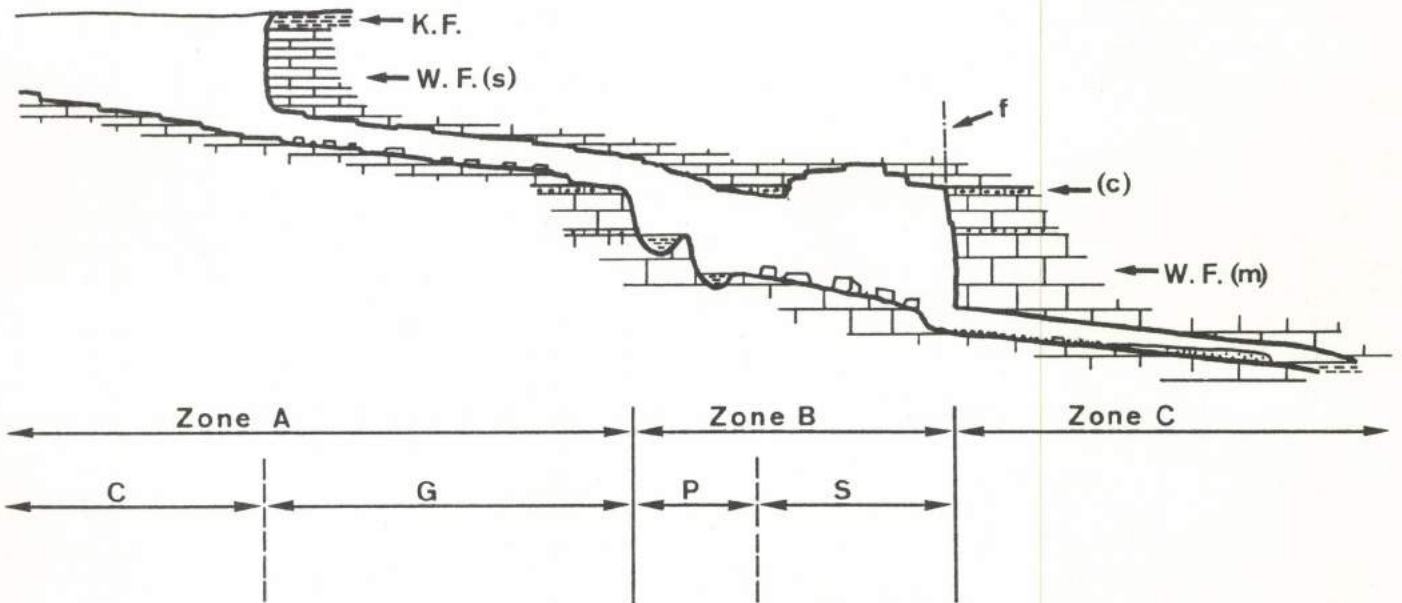 K.F.
W.F.(s)
f
(c)
W.F.(m)
Zone A Zone B Zone C
C G P S